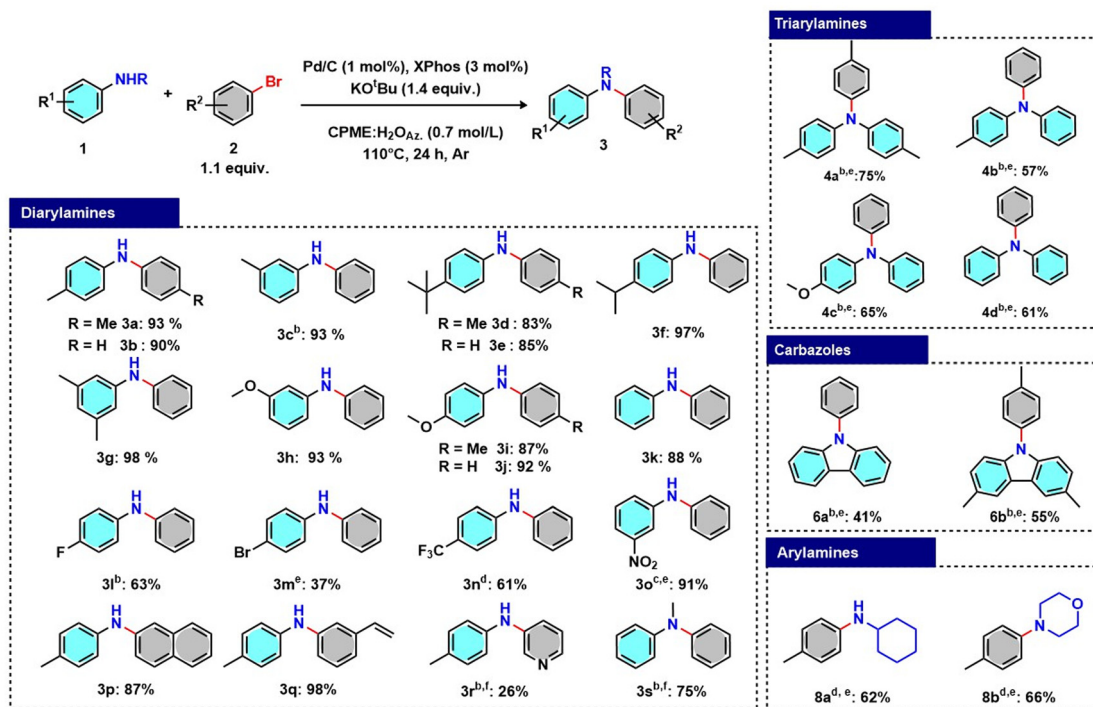 NHR
R¹
1
+
Br
R²
2
1.1 equiv.
Pd/C (1 mol%), XPhos (3 mol%)
KOᵗBu (1.4 equiv.)
CPME:H₂O_Az. (0.7 mol/L)
110°C, 24 h, Ar
R
N
R¹
R²
3
Diarylamines
H
N
R
R = Me 3a: 93 %
R = H 3b: 90%
H
N
3cᵇ: 93 %
H
N
R
R = Me 3d: 83%
R = H 3e: 85%
H
N
3f: 97%
H
N
3g: 98 %
H
N
O
3h: 93 %
H
N
O
R
R = Me 3i: 87%
R = H 3j: 92%
H
N
3k: 88 %
H
N
F
3lᵇ: 63%
H
N
Br
3mᵉ: 37%
H
N
F₃C
3nᵈ: 61%
H
N
NO₂
3oᶜ,ᵉ: 91%
H
N
3p: 87%
H
N
3q: 98%
H
N
N
3rᵇ,ᶠ: 26%
N
3sᵇ,ᶠ: 75%
Triarylamines
N
4aᵇ,ᵉ:75%
N
4bᵇ,ᵉ: 57%
N
O
4cᵇ,ᵉ: 65%
N
4dᵇ,ᵉ: 61%
Carbazoles
N
6aᵇ,ᵉ: 41%
N
6bᵇ,ᵉ: 55%
Arylamines
H
N
8aᵈ, ᵉ: 62%
O
N
8bᵈ,ᵉ: 66%